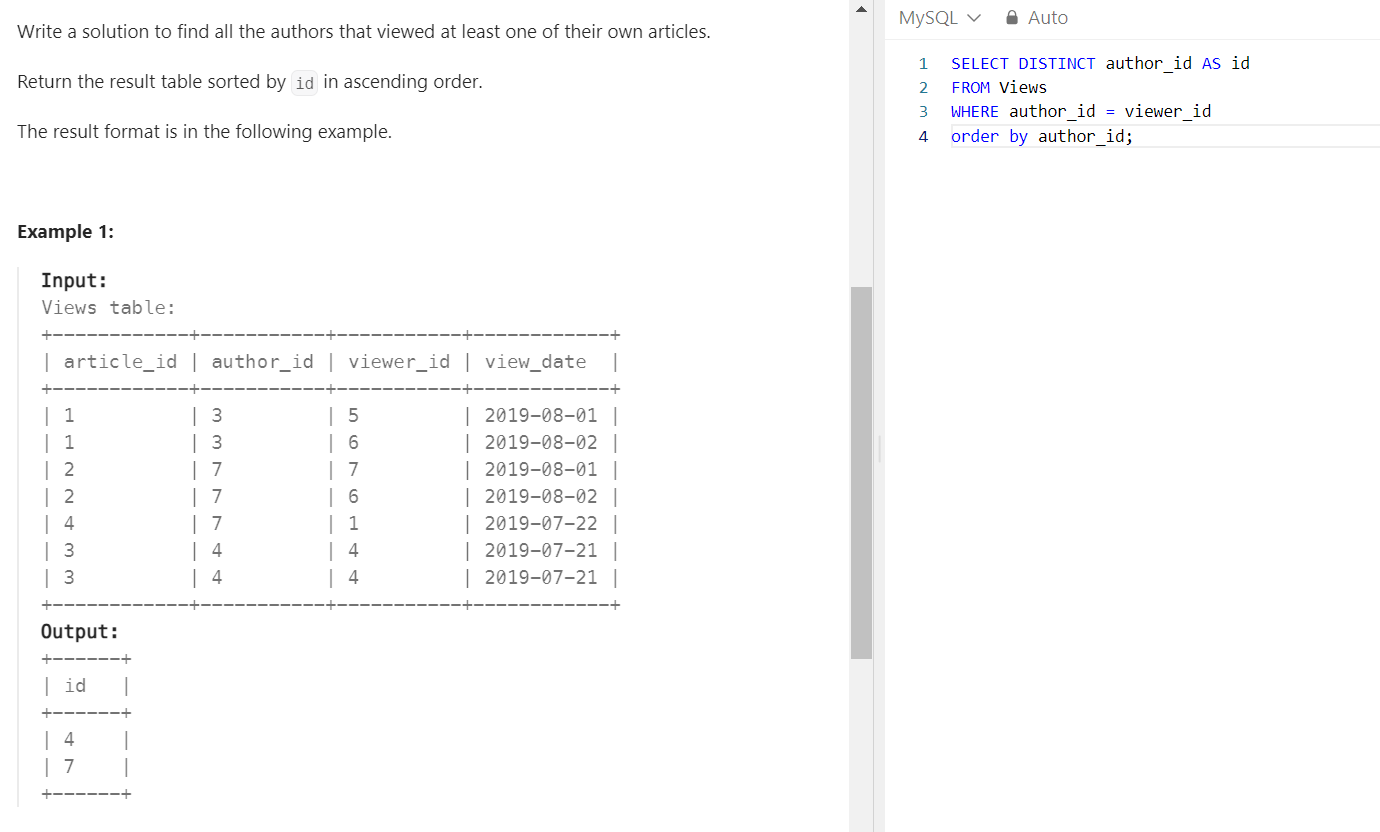 Write a solution to find all the authors that viewed at least one of their own articles.
Return the result table sorted by id in ascending order.
The result format is in the following example.
Example 1:
Input:
Views table:
+------------+-----------+-----------+------------+
| article_id | author_id | viewer_id | view_date  |
+------------+-----------+-----------+------------+
| 1          | 3         | 5         | 2019-08-01 |
| 1          | 3         | 6         | 2019-08-02 |
| 2          | 7         | 7         | 2019-08-01 |
| 2          | 7         | 6         | 2019-08-02 |
| 4          | 7         | 1         | 2019-07-22 |
| 3          | 4         | 4         | 2019-07-21 |
| 3          | 4         | 4         | 2019-07-21 |
+------------+-----------+-----------+------------+
Output:
+------+
| id   |
+------+
| 4    |
| 7    |
+------+
MySQL Auto
1 SELECT DISTINCT author_id AS id
2 FROM Views
3 WHERE author_id = viewer_id
4 order by author_id;